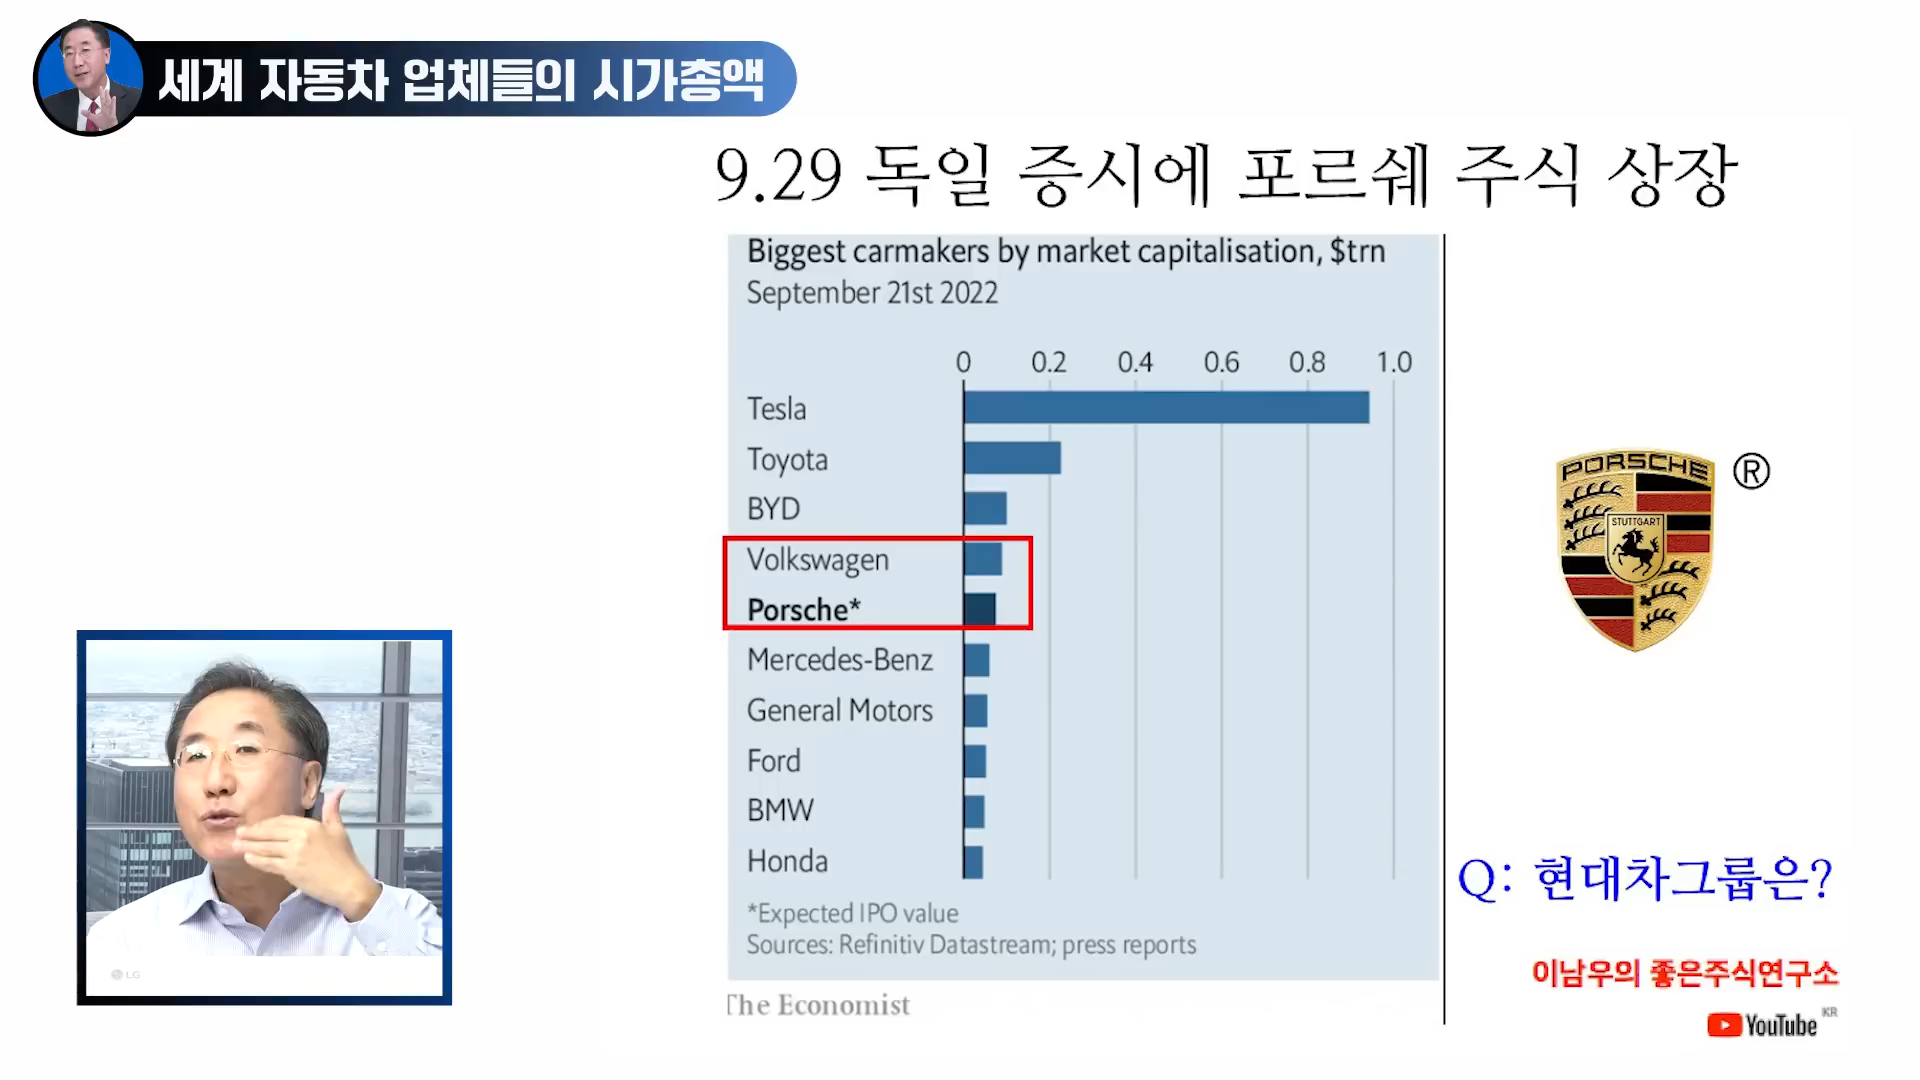 세계 자동차 업체들의 시가총액
9.29 독일 증시에 포르쉐 주식 상장
Biggest carmakers by market capitalisation, $trn
September 21st 2022
0 0.2 0.4 0.6 0.8 1.0
Tesla
Toyota
BYD
Volkswagen
Porsche*
Mercedes-Benz
General Motors
Ford
BMW
Honda
*Expected IPO value
Sources: Refinitiv Datastream; press reports
The Economist
PORSCHE ®
STUTTGART
Q: 현대차그룹은?
이남우의 좋은주식연구소
YouTube KR
LG